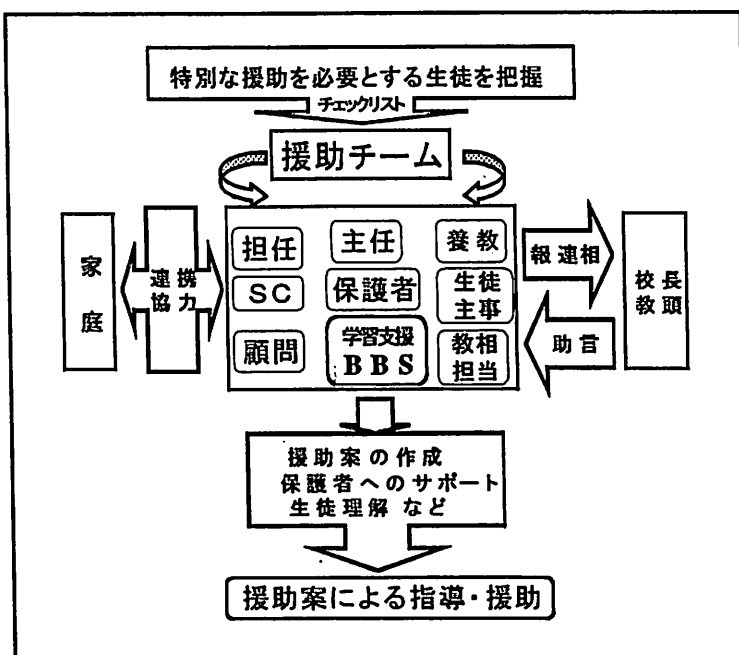 特別な援助を必要とする生徒を把握
チェックリスト
援助チーム
家庭
連携
協力
担任
主任
養教
SC
保護者
生徒
主事
顧問
学習支援
BBS
教相
担当
報連相
助言
校長
教頭
援助案の作成
保護者へのサポート
生徒理解など
援助案による指導・援助